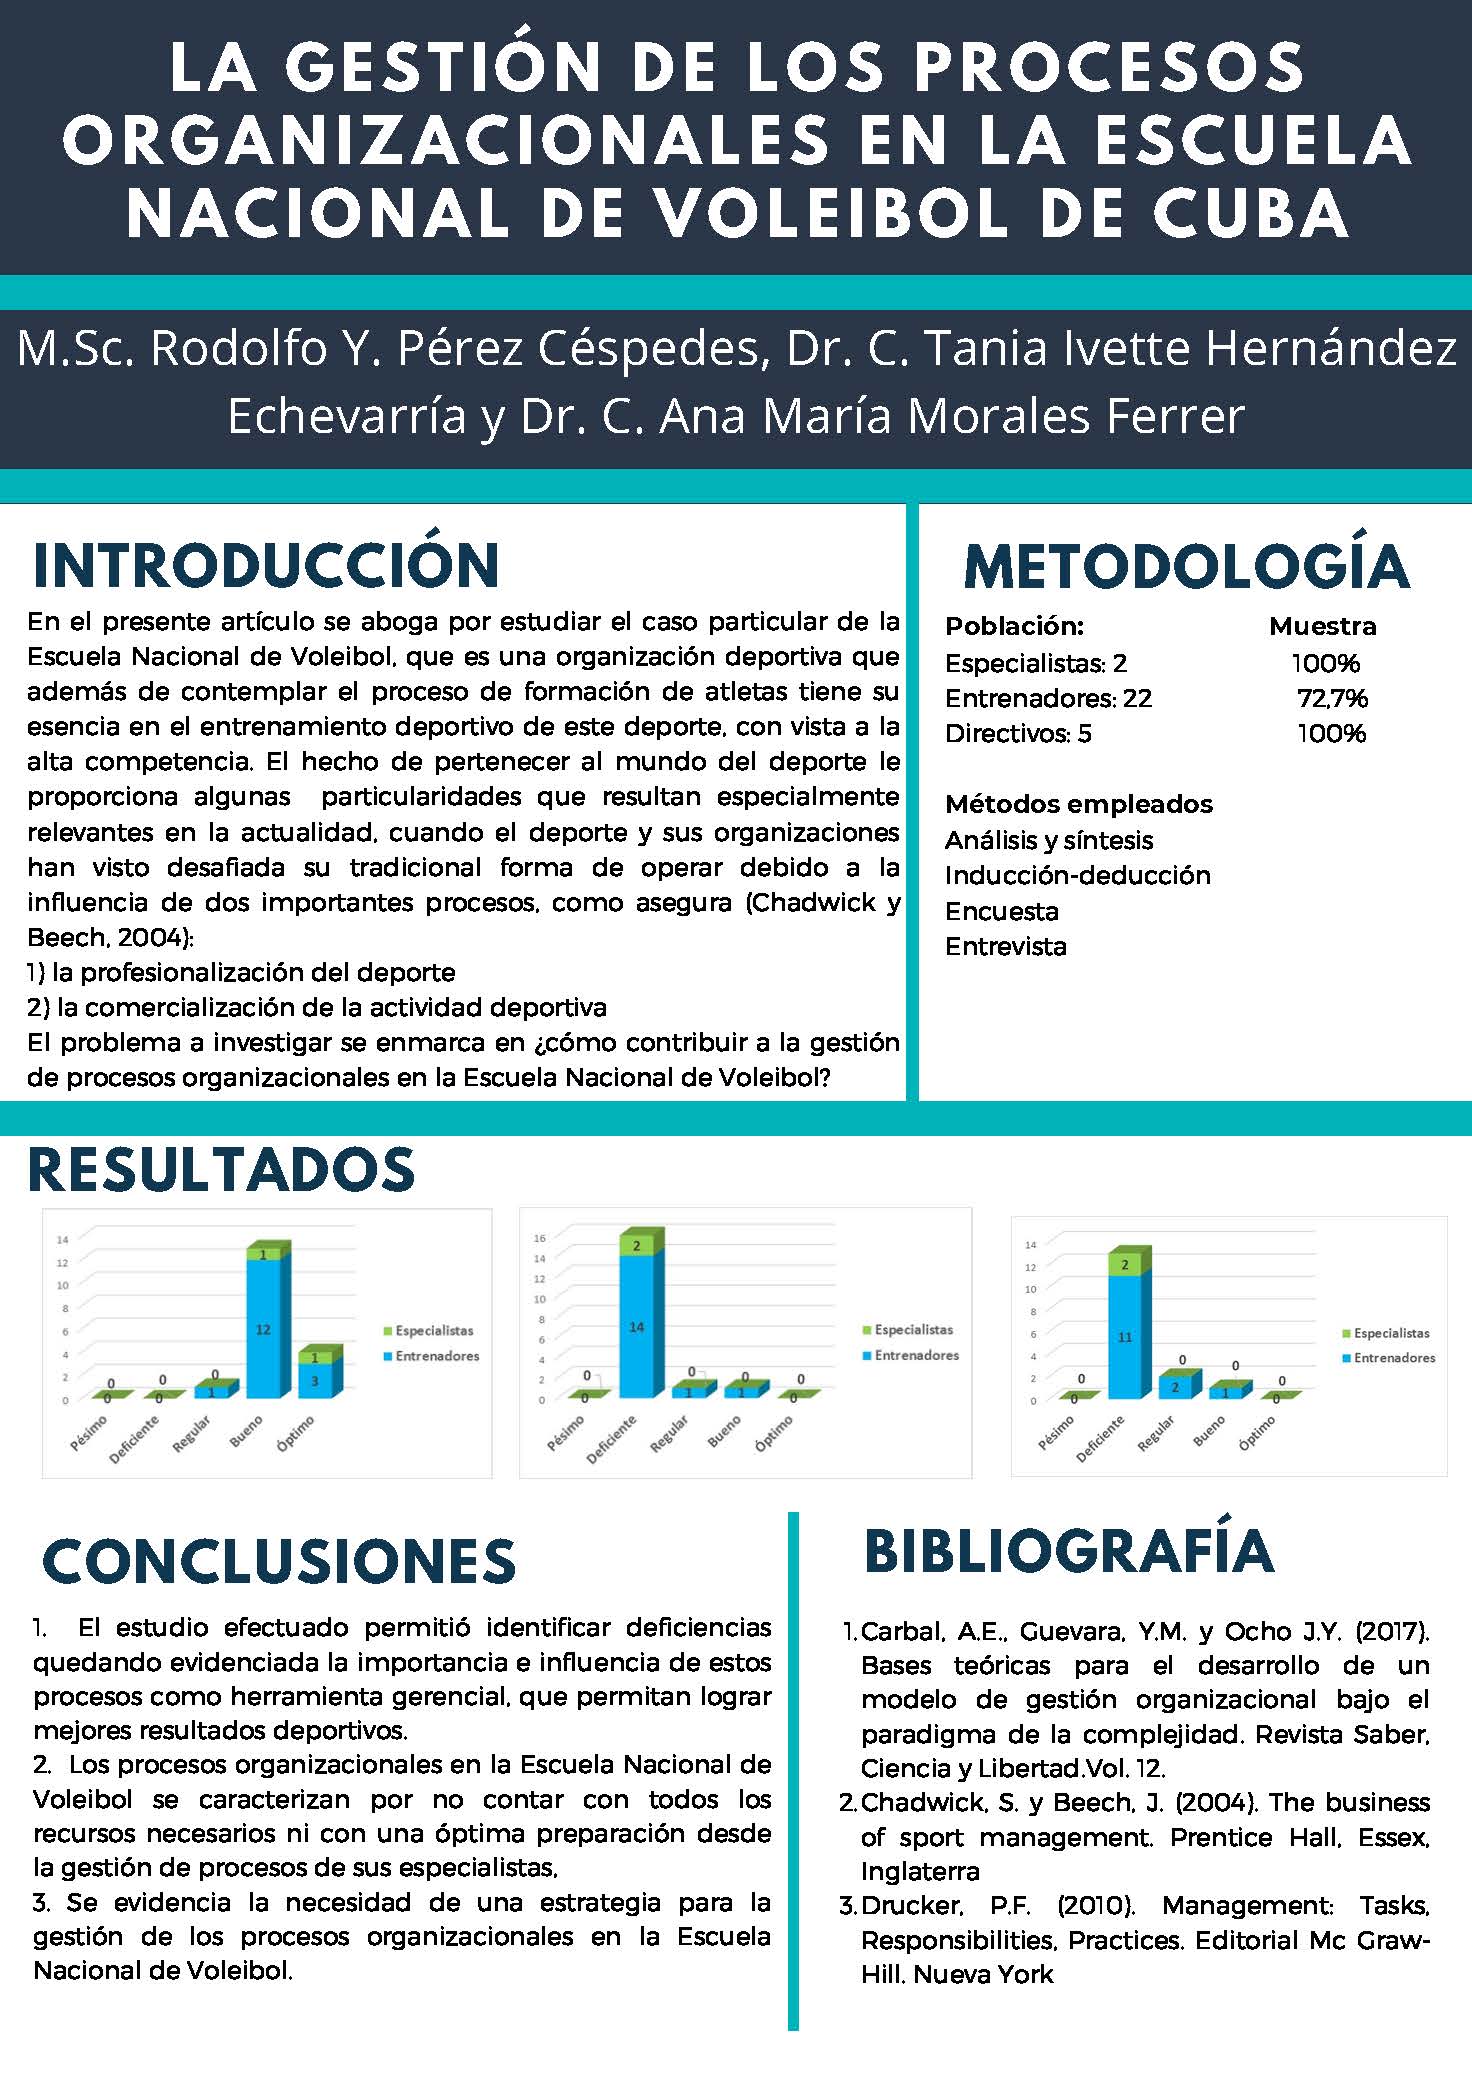 LA GESTIÓN DE LOS PROCESOS
ORGANIZACIONALES EN LA ESCUELA
NACIONAL DE VOLEIBOL DE CUBA
M.Sc. Rodolfo Y. Pérez Céspedes, Dr. C. Tania Ivette Hernández
Echevarría y Dr. C. Ana María Morales Ferrer
INTRODUCCIÓN
En el presente artículo se aboga por estudiar el caso particular de la
Escuela Nacional de Voleibol, que es una organización deportiva que
además de contemplar el proceso de formación de atletas tiene su
esencia en el entrenamiento deportivo de este deporte, con vista a la
alta competencia. El hecho de pertenecer al mundo del deporte le
proporciona algunas particularidades que resultan especialmente
relevantes en la actualidad, cuando el deporte y sus organizaciones
han visto desafiada su tradicional forma de operar debido a la
influencia de dos importantes procesos, como asegura (Chadwick y
Beech, 2004):
1) la profesionalización del deporte
2) la comercialización de la actividad deportiva
El problema a investigar se enmarca en ¿cómo contribuir a la gestión
de procesos organizacionales en la Escuela Nacional de Voleibol?
METODOLOGÍA
Población: Muestra
Especialistas: 2 100%
Entrenadores: 22 72,7%
Directivos: 5 100%
Métodos empleados
Análisis y síntesis
Inducción-deducción
Encuesta
Entrevista
RESULTADOS
14
12
10
8
6
4
2
0
0 0 0 1 1
0 0 1 12 3
Pésimo Deficiente Regular Bueno Óptimo
Especialistas
Entrenadores
16
14
12
10
8
6
4
2
0
0 2 0 0 0
0 14 1 1 0
Pésimo Deficiente Regular Bueno Óptimo
Especialistas
Entrenadores
14
12
10
8
6
4
2
0
0 2 0 0 0
0 11 2 1 0
Pésimo Deficiente Regular Bueno Óptimo
Especialistas
Entrenadores
CONCLUSIONES
1. El estudio efectuado permitió identificar deficiencias
quedando evidenciada la importancia e influencia de estos
procesos como herramienta gerencial, que permitan lograr
mejores resultados deportivos.
2. Los procesos organizacionales en la Escuela Nacional de
Voleibol se caracterizan por no contar con todos los
recursos necesarios ni con una óptima preparación desde
la gestión de procesos de sus especialistas,
3. Se evidencia la necesidad de una estrategia para la
gestión de los procesos organizacionales en la Escuela
Nacional de Voleibol.
BIBLIOGRAFÍA
1. Carbal, A.E., Guevara, Y.M. y Ocho J.Y. (2017).
Bases teóricas para el desarrollo de un
modelo de gestión organizacional bajo el
paradigma de la complejidad. Revista Saber,
Ciencia y Libertad.Vol. 12.
2. Chadwick, S. y Beech, J. (2004). The business
of sport management. Prentice Hall, Essex,
Inglaterra
3. Drucker, P.F. (2010). Management: Tasks,
Responsibilities, Practices. Editorial Mc Graw-
Hill. Nueva York